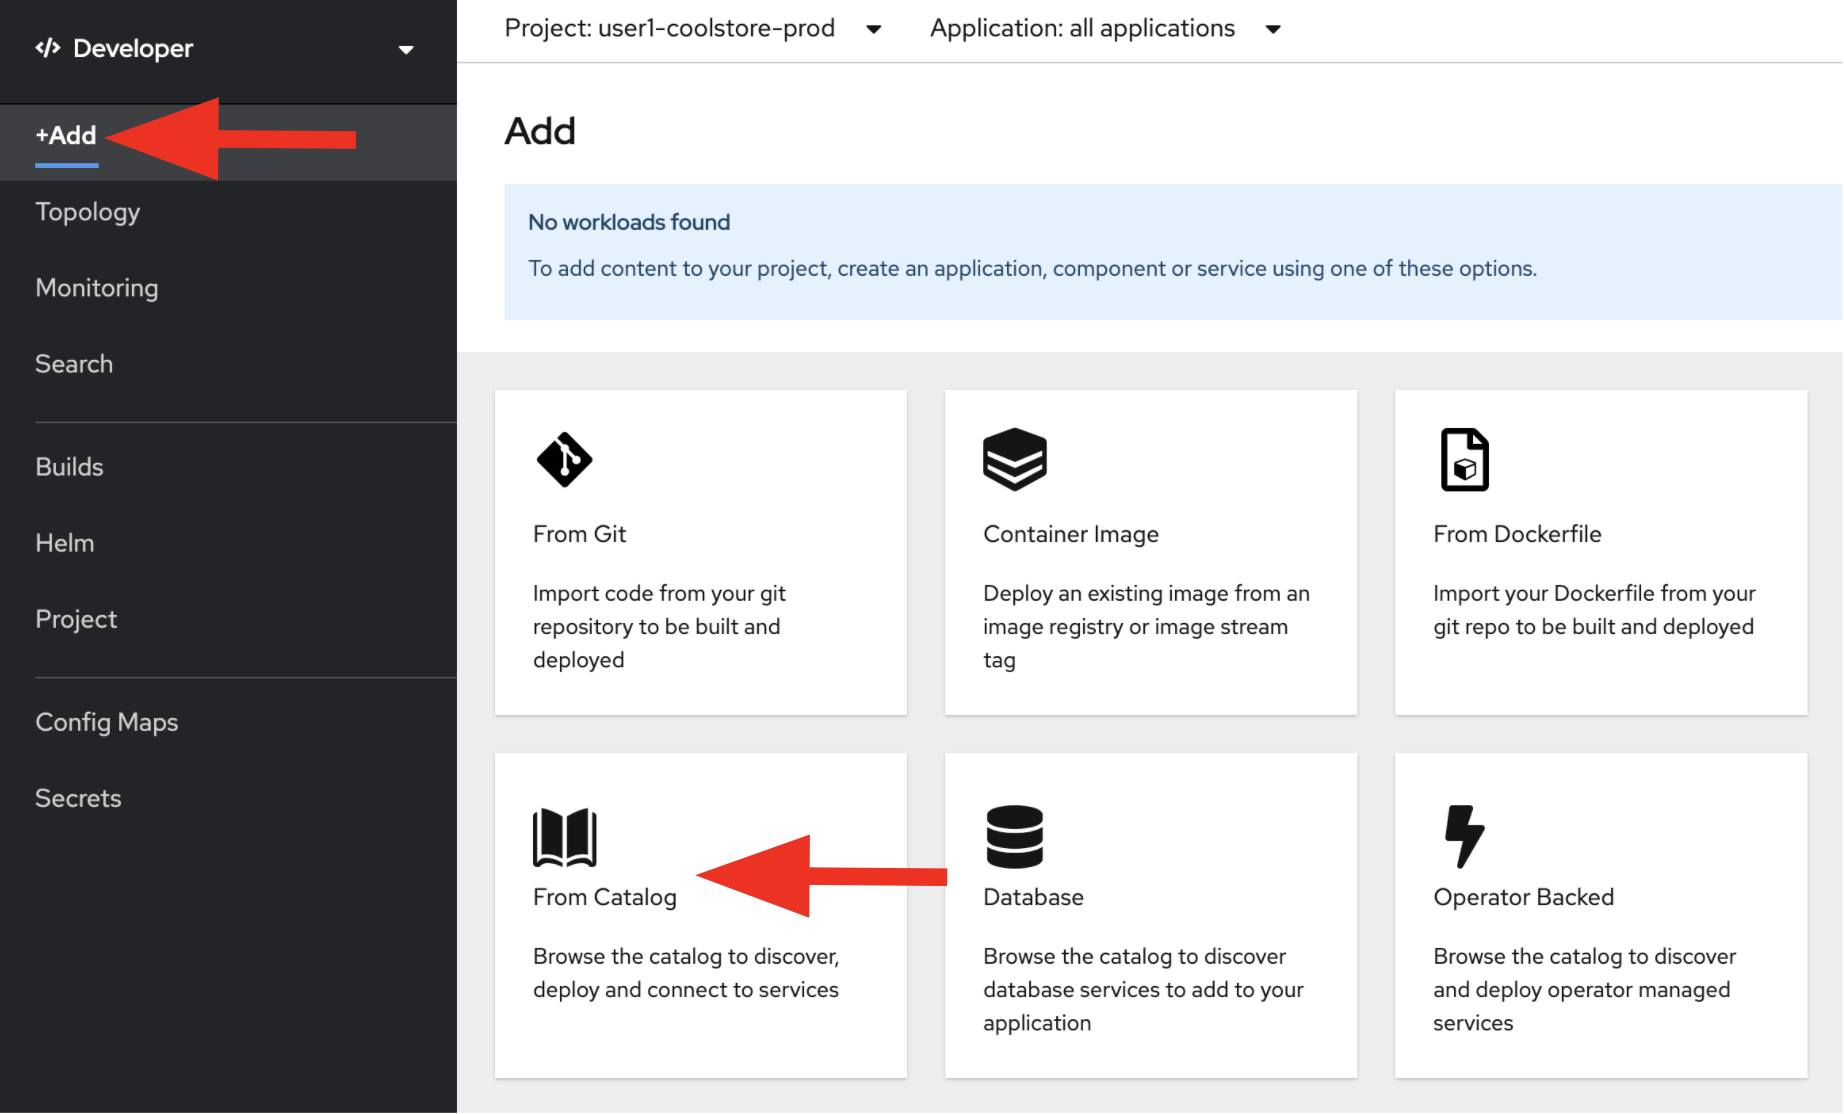 Developer
+Add
Topology
Monitoring
Search
Builds
Helm
Project
Config Maps
Secrets
Project: user1-coolstore-prod
Application: all applications
Add
No workloads found
To add content to your project, create an application, component or service using one of these options.
From Git
Import code from your git
repository to be built and
deployed
Container Image
Deploy an existing image from an
image registry or image stream
tag
From Dockerfile
Import your Dockerfile from your
git repo to be built and deployed
From Catalog
Browse the catalog to discover,
deploy and connect to services
Database
Browse the catalog to discover
database services to add to your
application
Operator Backed
Browse the catalog to discover
and deploy operator managed
services